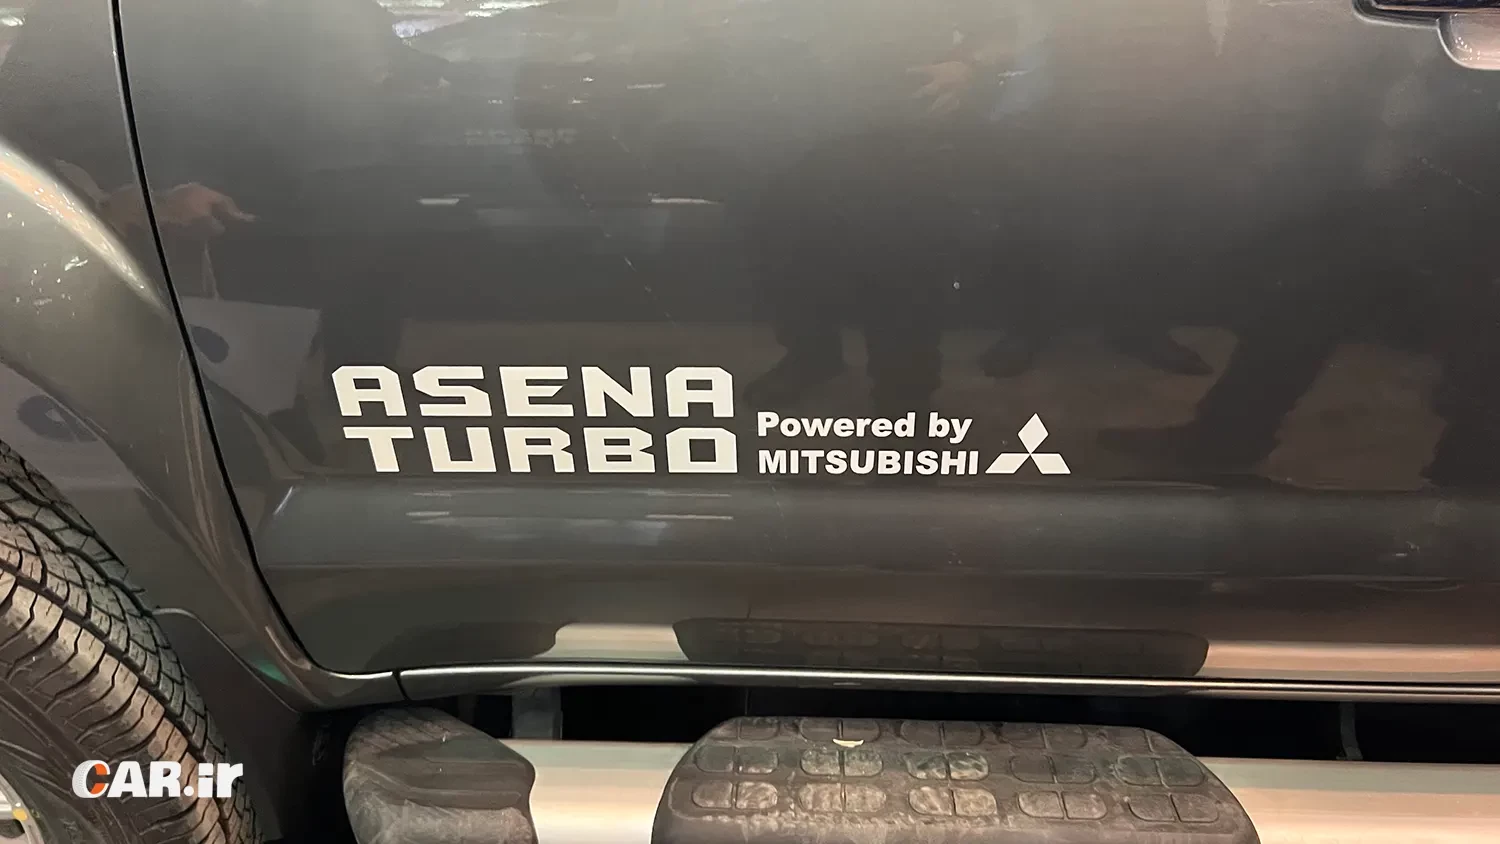 ASENA
TURBO
Powered by
MITSUBISHI
CAR.ir